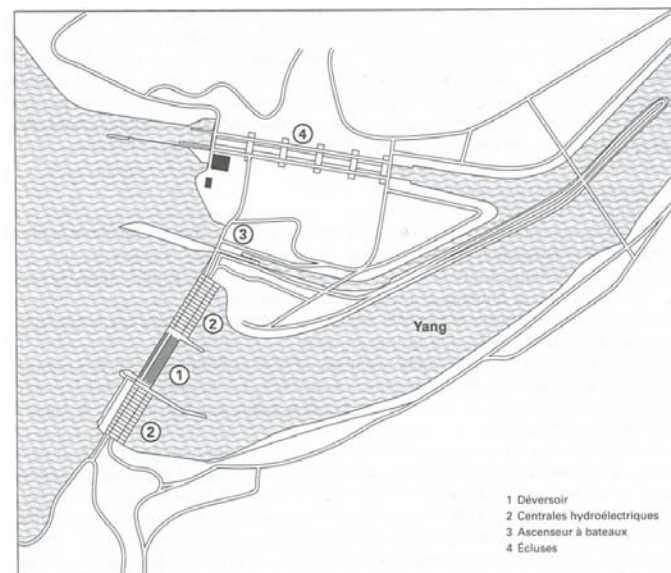 4
3
2
Yang
1
2
1 Déversoir
2 Centrales hydroélectriques
3 Ascenseur à bateaux
4 Écluses